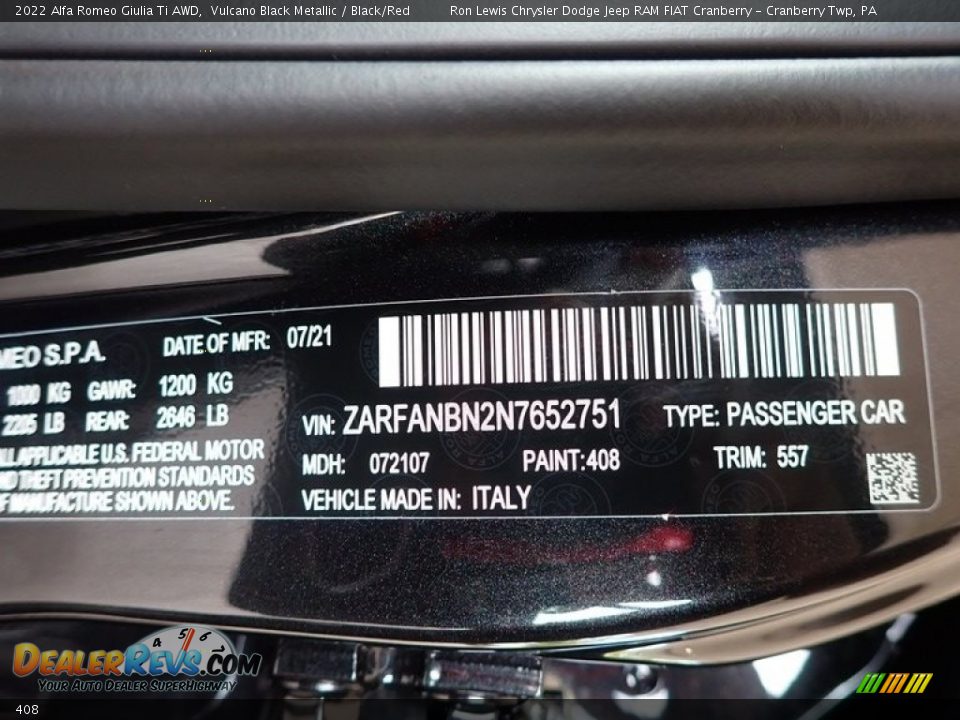 2022 Alfa Romeo Giulia Ti AWD, Vulcano Black Metallic / Black/Red Ron Lewis Chrysler Dodge Jeep RAM FIAT Cranberry – Cranberry Twp, PA
MEO S.P.A. DATE OF MFR: 07/21
1000 KG GAWR: 1200 KG
2205 LB REAR: 2646 LB
ALL APPLICABLE U.S. FEDERAL MOTOR
AND THEFT PREVENTION STANDARDS
OF MANUFACTURE SHOWN ABOVE.
VIN: ZARFANBN2N7652751 TYPE: PASSENGER CAR
MDH: 072107 PAINT:408 TRIM: 557
VEHICLE MADE IN: ITALY
4 5 6
DealerRevs.com
Your Auto Dealer SuperHighway
408